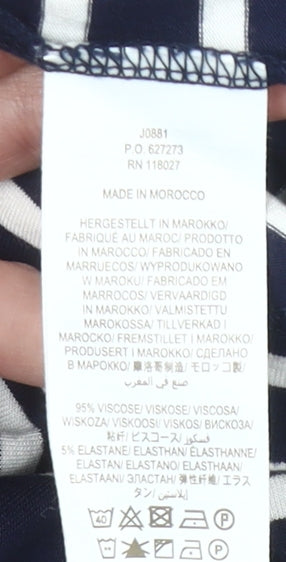 J0881
P.O. 627273
RN 118027
MADE IN MOROCCO
HERGESTELLT IN MAROKKO/
FABRIQUÉ AU MAROC/ PRODOTTO
IN MAROCCO/ FABRICADO EN
MARRUECOS/ WYPRODUKOWANO
W MAROKU/ FABRICADO EM
MARROCOS/ VERVAARDIGD
IN MAROKKO/ VALMISTETTU
MAROKOSSA/ TILLVERKAD I
MAROCKO/ FREMSTILLET I MAROKKO/
PRODUSERT I MAROKKO/ СДЕЛАНО
В МАРОККО/ 摩洛哥制造/ モロッコ製/
صنع في المغرب
95% VISCOSE/ VISKOSE/ VISCOSA/
WISKOZA/ VISKOOSI/ VISKOS/ ВИСКОЗА/
粘纤/ ビスコース/ فسكوز/
5% ELASTANE/ ELASTHAN/ ÉLASTHANNE/
ELASTAN/ ELASTANO/ ELASTHAAN/
ELASTAANI/ ЭЛАСТАН/ 弹性纤维/ エラス
タン/ إيلاستين/
40 P